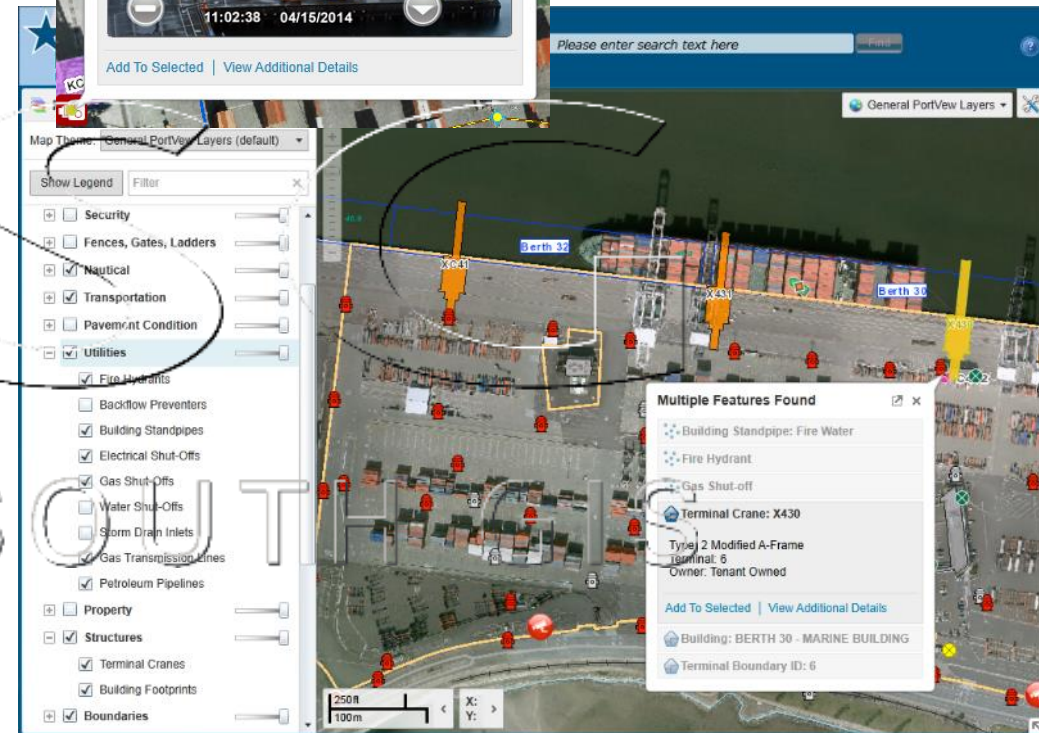 11:02:38 04/15/2014
Add To Selected | View Additional Details
KC
Please enter search text here
Find
?
General PortVew Layers
Map Theme: General PortVew Layers (default)
Show Legend
Filter
Security
Fences, Gates, Ladders
Nautical
Transportation
Pavement Condition
Utilities
Fire Hydrants
Backflow Preventers
Building Standpipes
Electrical Shut-Offs
Gas Shut-Offs
Water Shut-Offs
Storm Drain Inlets
Gas Transmission Lines
Petroleum Pipelines
Property
Structures
Terminal Cranes
Building Footprints
Boundaries
Berth 32
XC41
X431
Berth 30
X430
Multiple Features Found
Building Standpipe: Fire Water
Fire Hydrant
Gas Shut-off
Terminal Crane: X430
Type: 2 Modified A-Frame
Terminal: 6
Owner: Tenant Owned
Add To Selected | View Additional Details
Building: BERTH 30 - MARINE BUILDING
Terminal Boundary ID: 6
250ft
100m
X:
Y:
SOUTH GIS